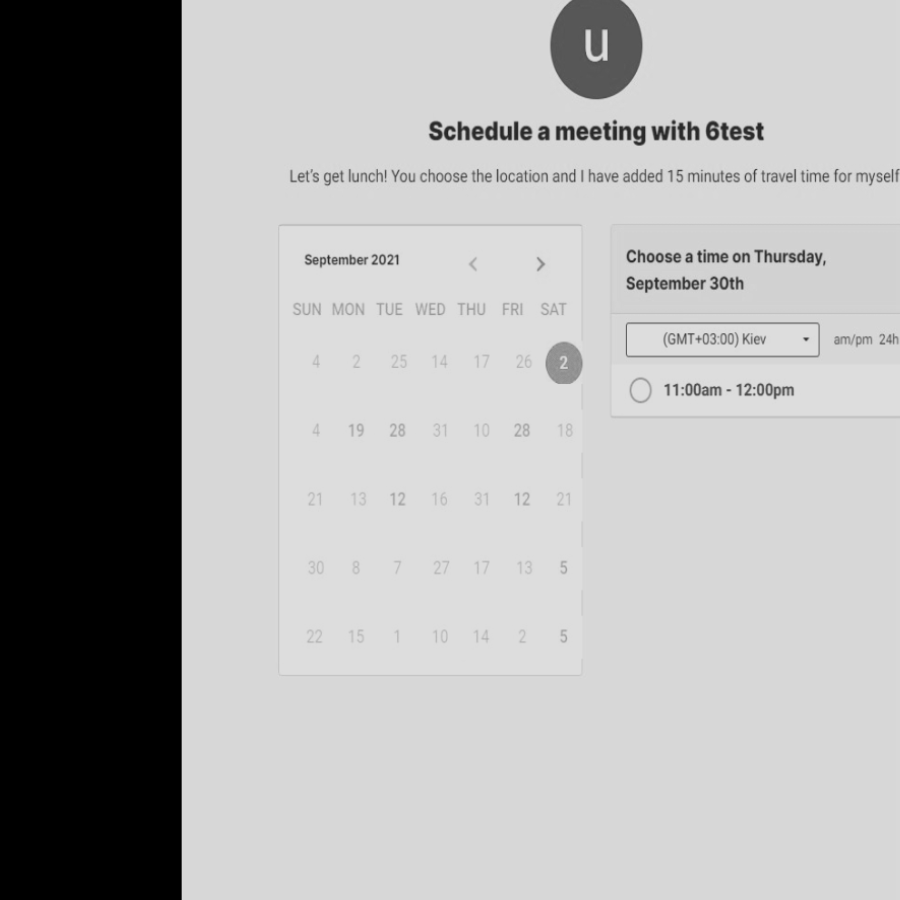 u
Schedule a meeting with 6test
Let's get lunch! You choose the location and I have added 15 minutes of travel time for myself
September 2021
SUN MON TUE WED THU FRI SAT
4 2 25 14 17 26 2
4 19 28 31 10 28 18
21 13 12 16 31 12 21
30 8 7 27 17 13 5
22 15 1 10 14 2 5
Choose a time on Thursday,
September 30th
(GMT+03:00) Kiev am/pm 24h
11:00am - 12:00pm